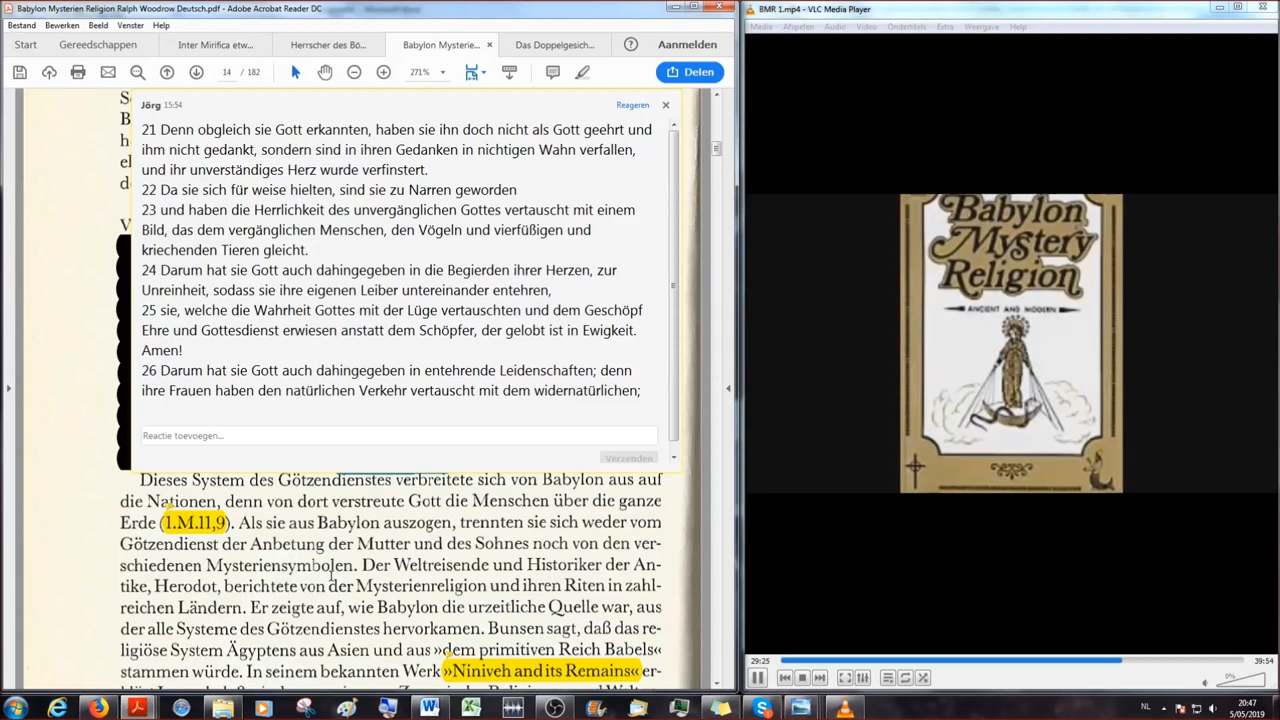 Babylon Mysterien Religion Ralph Woodrow Deutsch.pdf - Adobe Acrobat Reader DC
Bestand Bewerken Beeld Venster Help
Start Gereedschappen Inter Mirifica etw... Herrscher des Bö... Babylon Mysterie... × Das Doppelgesich... Aanmelden
14 / 182 271% Delen
Jörg 15:54 Reageren
21 Denn obgleich sie Gott erkannten, haben sie ihn doch nicht als Gott geehrt und
ihm nicht gedankt, sondern sind in ihren Gedanken in nichtigen Wahn verfallen,
und ihr unverständiges Herz wurde verfinstert.
22 Da sie sich für weise hielten, sind sie zu Narren geworden
23 und haben die Herrlichkeit des unvergänglichen Gottes vertauscht mit einem
Bild, das dem vergänglichen Menschen, den Vögeln und vierfüßigen und
kriechenden Tieren gleicht.
24 Darum hat sie Gott auch dahingegeben in die Begierden ihrer Herzen, zur
Unreinheit, sodass sie ihre eigenen Leiber untereinander entehren,
25 sie, welche die Wahrheit Gottes mit der Lüge vertauschten und dem Geschöpf
Ehre und Gottesdienst erwiesen anstatt dem Schöpfer, der gelobt ist in Ewigkeit.
Amen!
26 Darum hat sie Gott auch dahingegeben in entehrende Leidenschaften; denn
ihre Frauen haben den natürlichen Verkehr vertauscht mit dem widernatürlichen;
Reactie toevoegen...
Verzenden
Dieses System des Götzendienstes verbreitete sich von Babylon aus auf
die Nationen, denn von dort verstreute Gott die Menschen über die ganze
Erde (1.M.11,9). Als sie aus Babylon auszogen, trennten sie sich weder vom
Götzendienst der Anbetung der Mutter und des Sohnes noch von den ver-
schiedenen Mysteriensymbolen. Der Weltreisende und Historiker der An-
tike, Herodot, berichtete von der Mysterienreligion und ihren Riten in zahl-
reichen Ländern. Er zeigte auf, wie Babylon die urzeitliche Quelle war, aus
der alle Systeme des Götzendienstes hervorkamen. Bunsen sagt, daß das re-
ligiöse System Ägyptens aus Asien und aus »dem primitiven Reich Babels«
stammen würde. In seinem bekannten Werk »Niniveh and its Remains« er-
BMR 1.mp4 - VLC Media Player
Media Afspelen Audio Video Ondertitels Extra Weergave Help
Babylon
Mystery
Religion
ANCIENT AND MODERN
29:25 39:54
0%
NL 20:47
5/05/2019